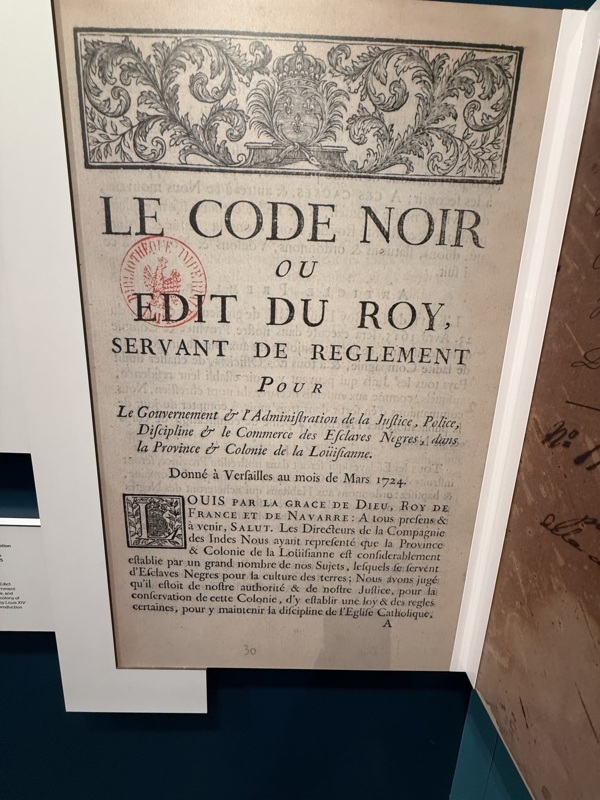 LE CODE NOIR
OU
EDIT DU ROY,
SERVANT DE REGLEMENT
POUR
Le Gouvernement & l'Adminiſtration de la Juſtice, Police,
Diſcipline & le Commerce des Eſclaves Negres, dans
la Province & Colonie de la Loüiſianne.
Donné à Verſailles au mois de Mars 1724.
LOUIS PAR LA GRACE DE DIEU, ROY DE
FRANCE ET DE NAVARRE: A tous preſens &
à venir, SALUT. Les Directeurs de la Compagnie
des Indes Nous ayant repreſenté que la Province
& Colonie de la Loüiſianne eſt conſiderablement
eſtablie par un grand nombre de nos Sujets, leſquels ſe ſervent
d'Eſclaves Negres pour la culture des terres; Nous avons jugé
qu'il eſtoit de noſtre authorité & de noſtre Juſtice, pour la
conſervation de cette Colonie, d'y eſtablir une loy & des regles
certaines, pour y maintenir la diſcipline de l'Egliſe Catholique,
A
30
BIBLIOTHEQUE